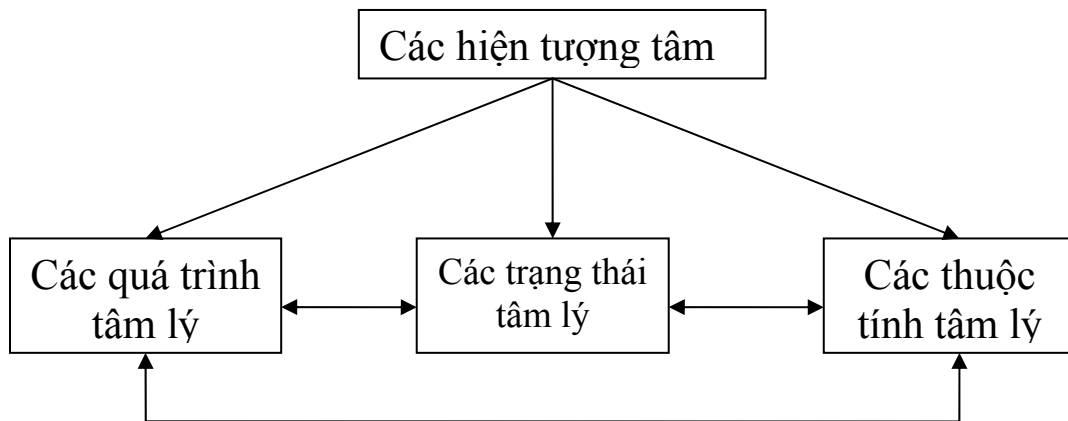 Các hiện tượng tâm
Các quá trình
tâm lý
Các trạng thái
tâm lý
Các thuộc
tính tâm lý